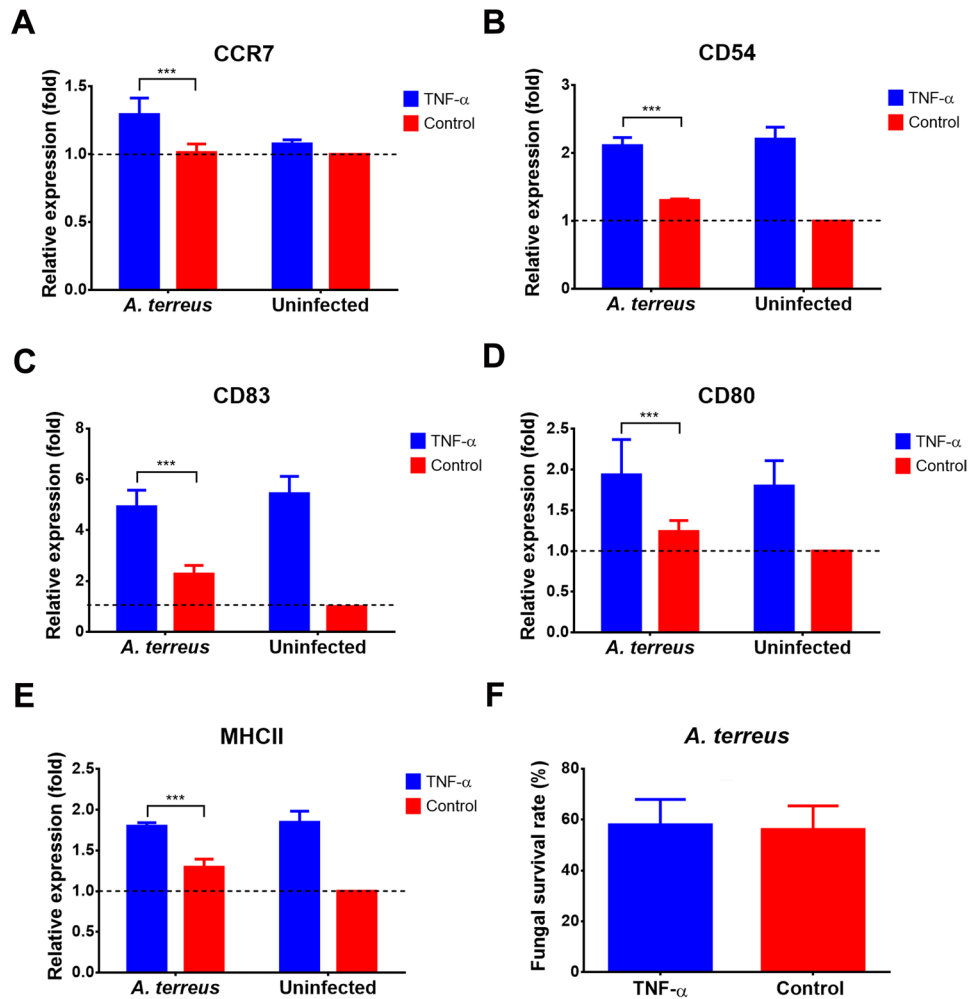 A
CCR7
Relative expression (fold)
1.5
1.0
0.5
0.0
***
TNF-α
Control
A. terreus
Uninfected
B
CD54
Relative expression (fold)
3
2
1
0
***
TNF-α
Control
A. terreus
Uninfected
C
CD83
Relative expression (fold)
8
6
4
2
0
***
TNF-α
Control
A. terreus
Uninfected
D
CD80
Relative expression (fold)
2.5
2.0
1.5
1.0
0.5
0.0
***
TNF-α
Control
A. terreus
Uninfected
E
MHCII
Relative expression (fold)
2.5
2.0
1.5
1.0
0.5
0.0
***
TNF-α
Control
A. terreus
Uninfected
F
A. terreus
Fungal survival rate (%)
80
60
40
20
0
TNF-α
Control